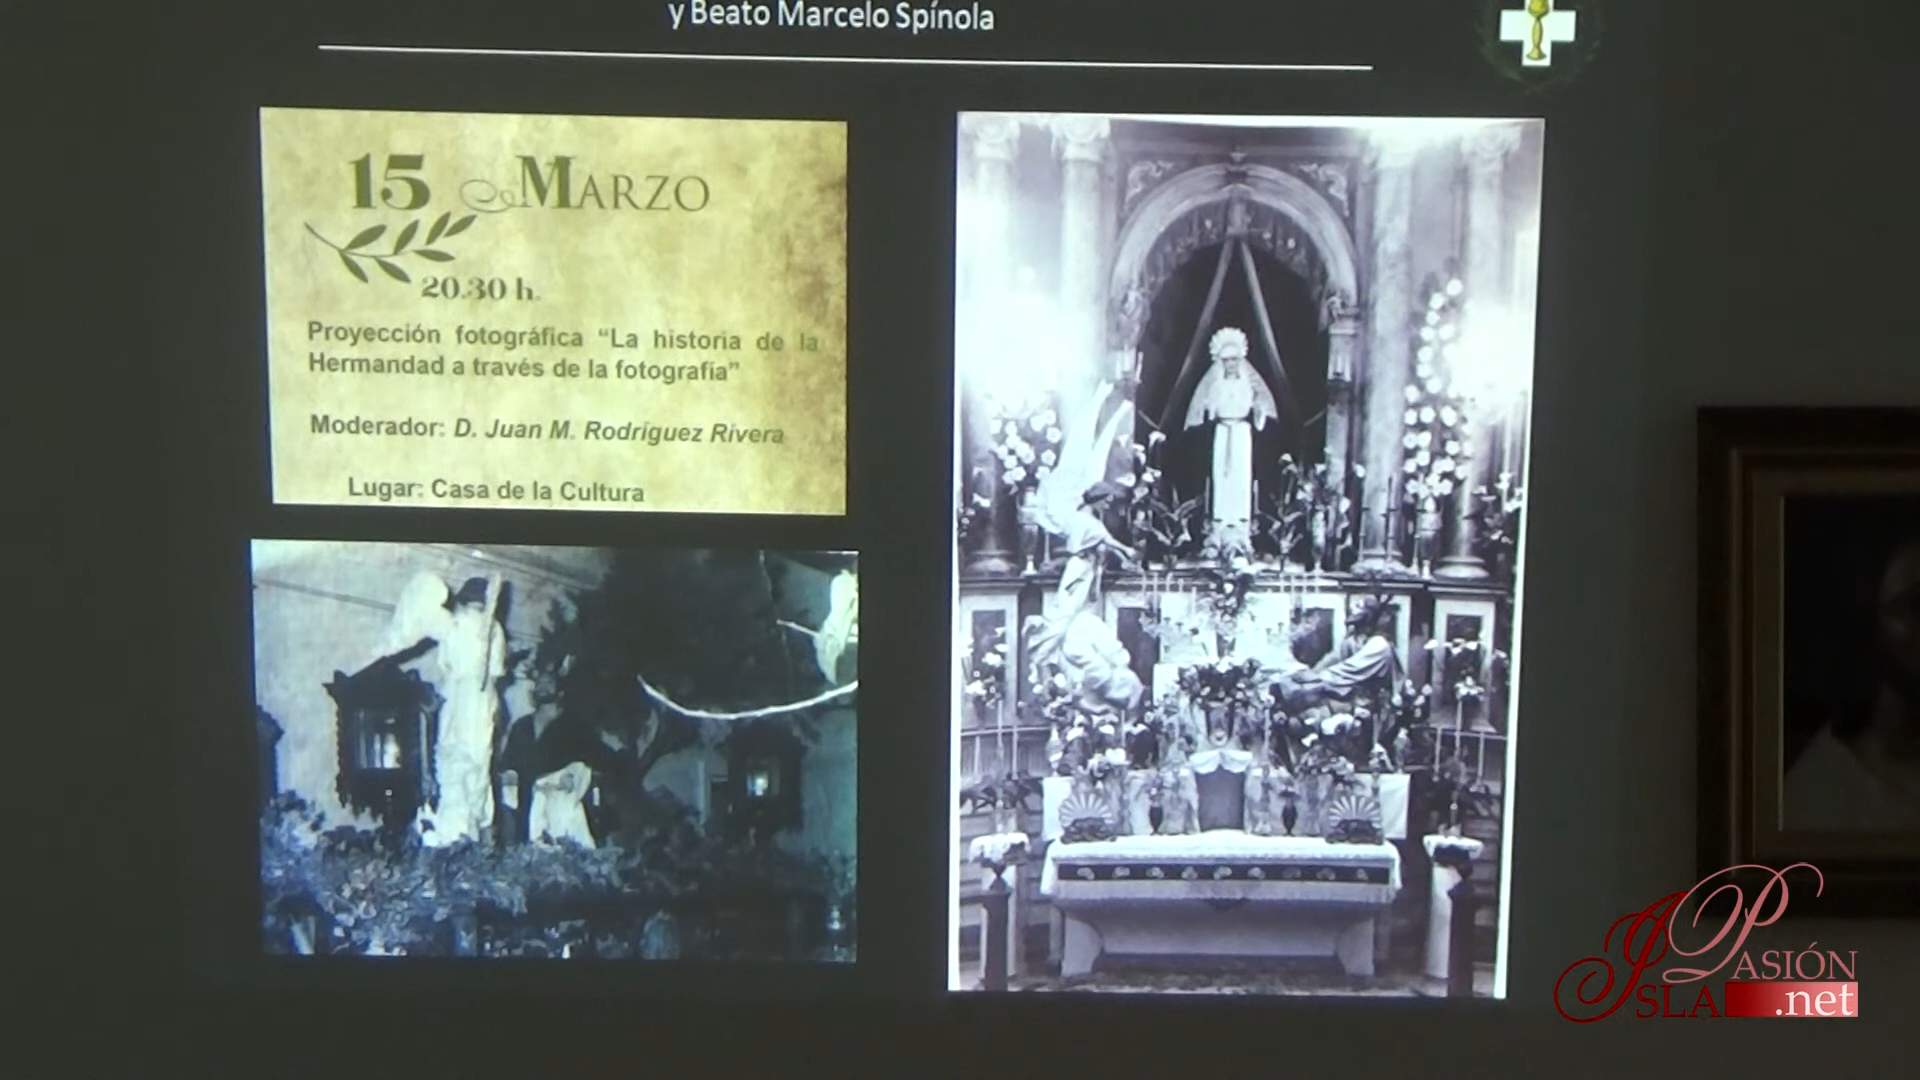 y Beato Marcelo Spínola
15 MARZO
20.30 h.
Proyección fotográfica “La historia de la
Hermandad a través de la fotografía”
Moderador: D. Juan M. Rodríguez Rivera
Lugar: Casa de la Cultura
ISLA PASIÓN
.net